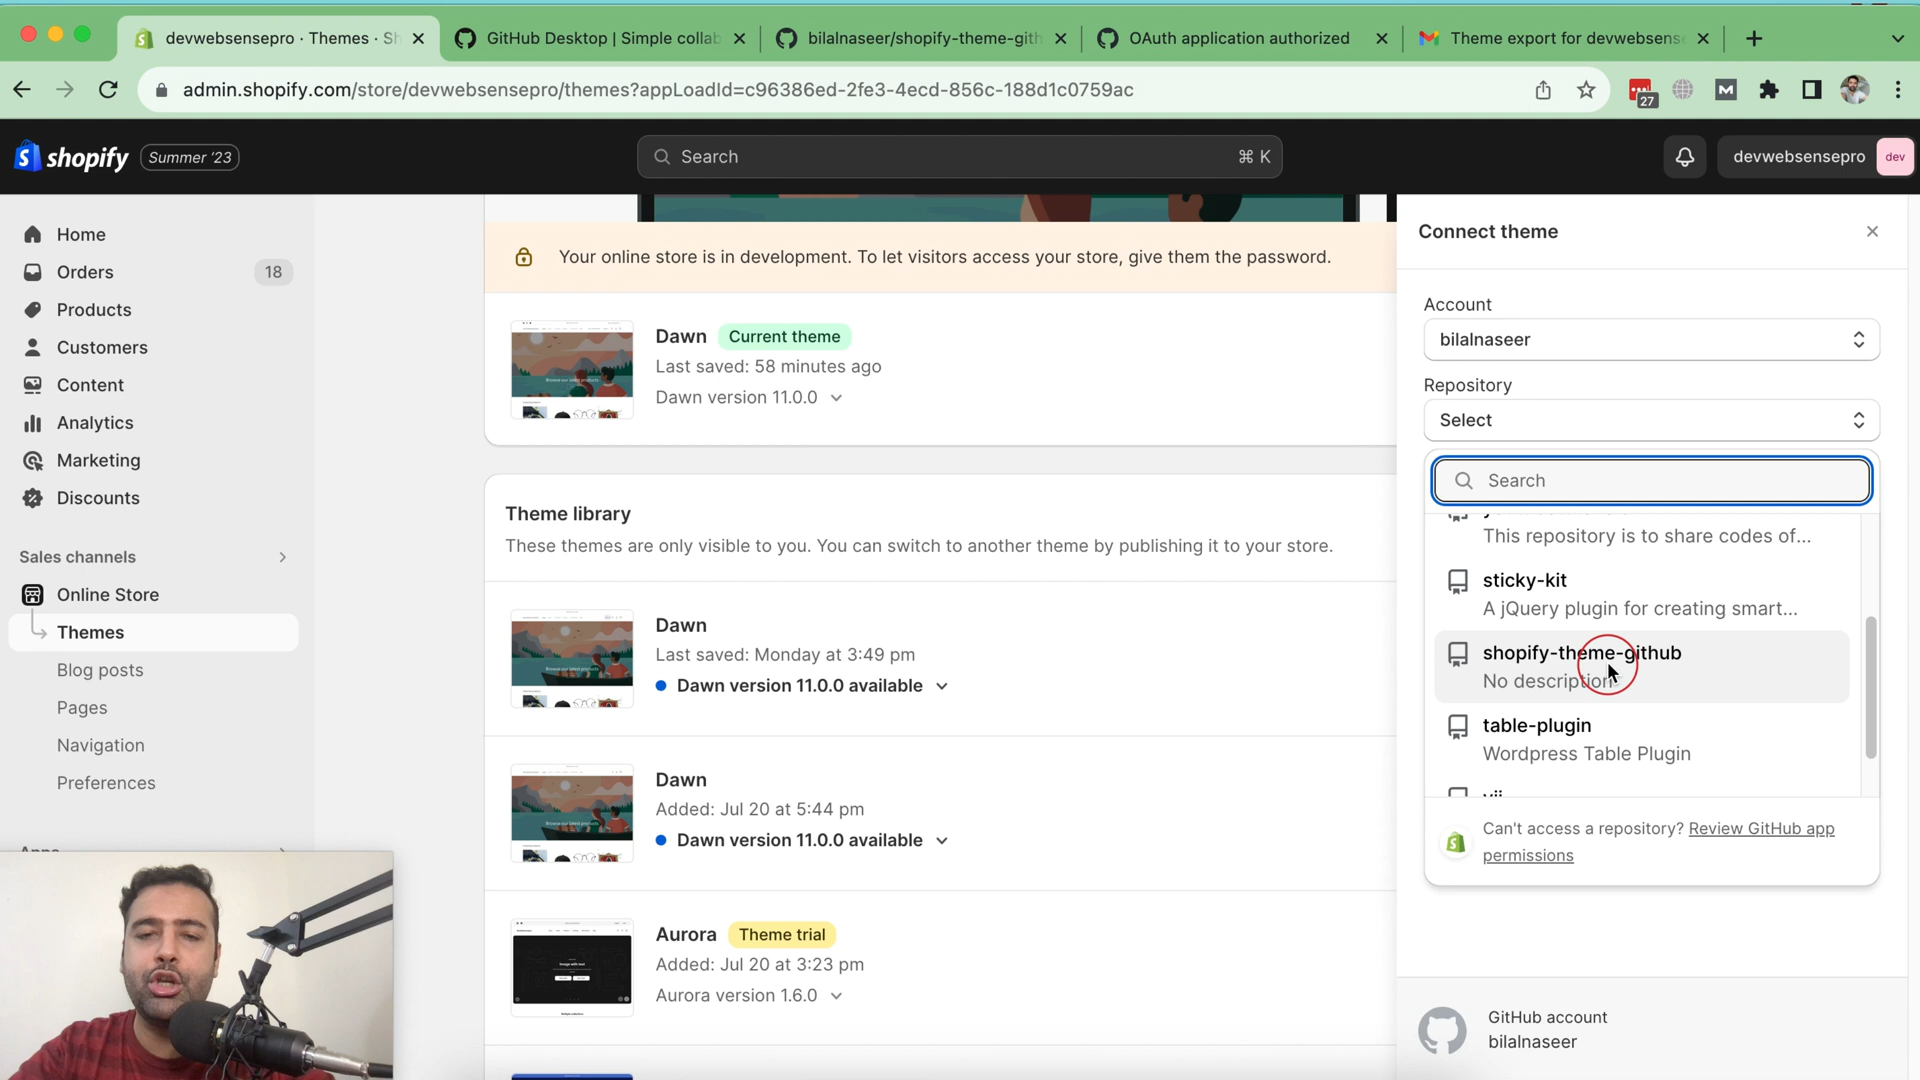 devwebsensepro · Themes · Sh
GitHub Desktop | Simple collab
bilalnaseer/shopify-theme-gith
OAuth application authorized
Theme export for devwebsens
admin.shopify.com/store/devwebsensepro/themes?appLoadId=c96386ed-2fe3-4ecd-856c-188d1c0759ac
27
shopify
Summer '23
Search
⌘ K
devwebsensepro
dev
Home
Orders
18
Products
Customers
Content
Analytics
Marketing
Discounts
Sales channels
Online Store
Themes
Blog posts
Pages
Navigation
Preferences
Your online store is in development. To let visitors access your store, give them the password.
Dawn
Current theme
Last saved: 58 minutes ago
Dawn version 11.0.0
Theme library
These themes are only visible to you. You can switch to another theme by publishing it to your store.
Dawn
Last saved: Monday at 3:49 pm
Dawn version 11.0.0 available
Dawn
Added: Jul 20 at 5:44 pm
Dawn version 11.0.0 available
Aurora
Theme trial
Added: Jul 20 at 3:23 pm
Aurora version 1.6.0
Connect theme
Account
bilalnaseer
Repository
Select
Search
This repository is to share codes of...
sticky-kit
A jQuery plugin for creating smart...
shopify-theme-github
No description
table-plugin
Wordpress Table Plugin
Can't access a repository? Review GitHub app
permissions
GitHub account
bilalnaseer